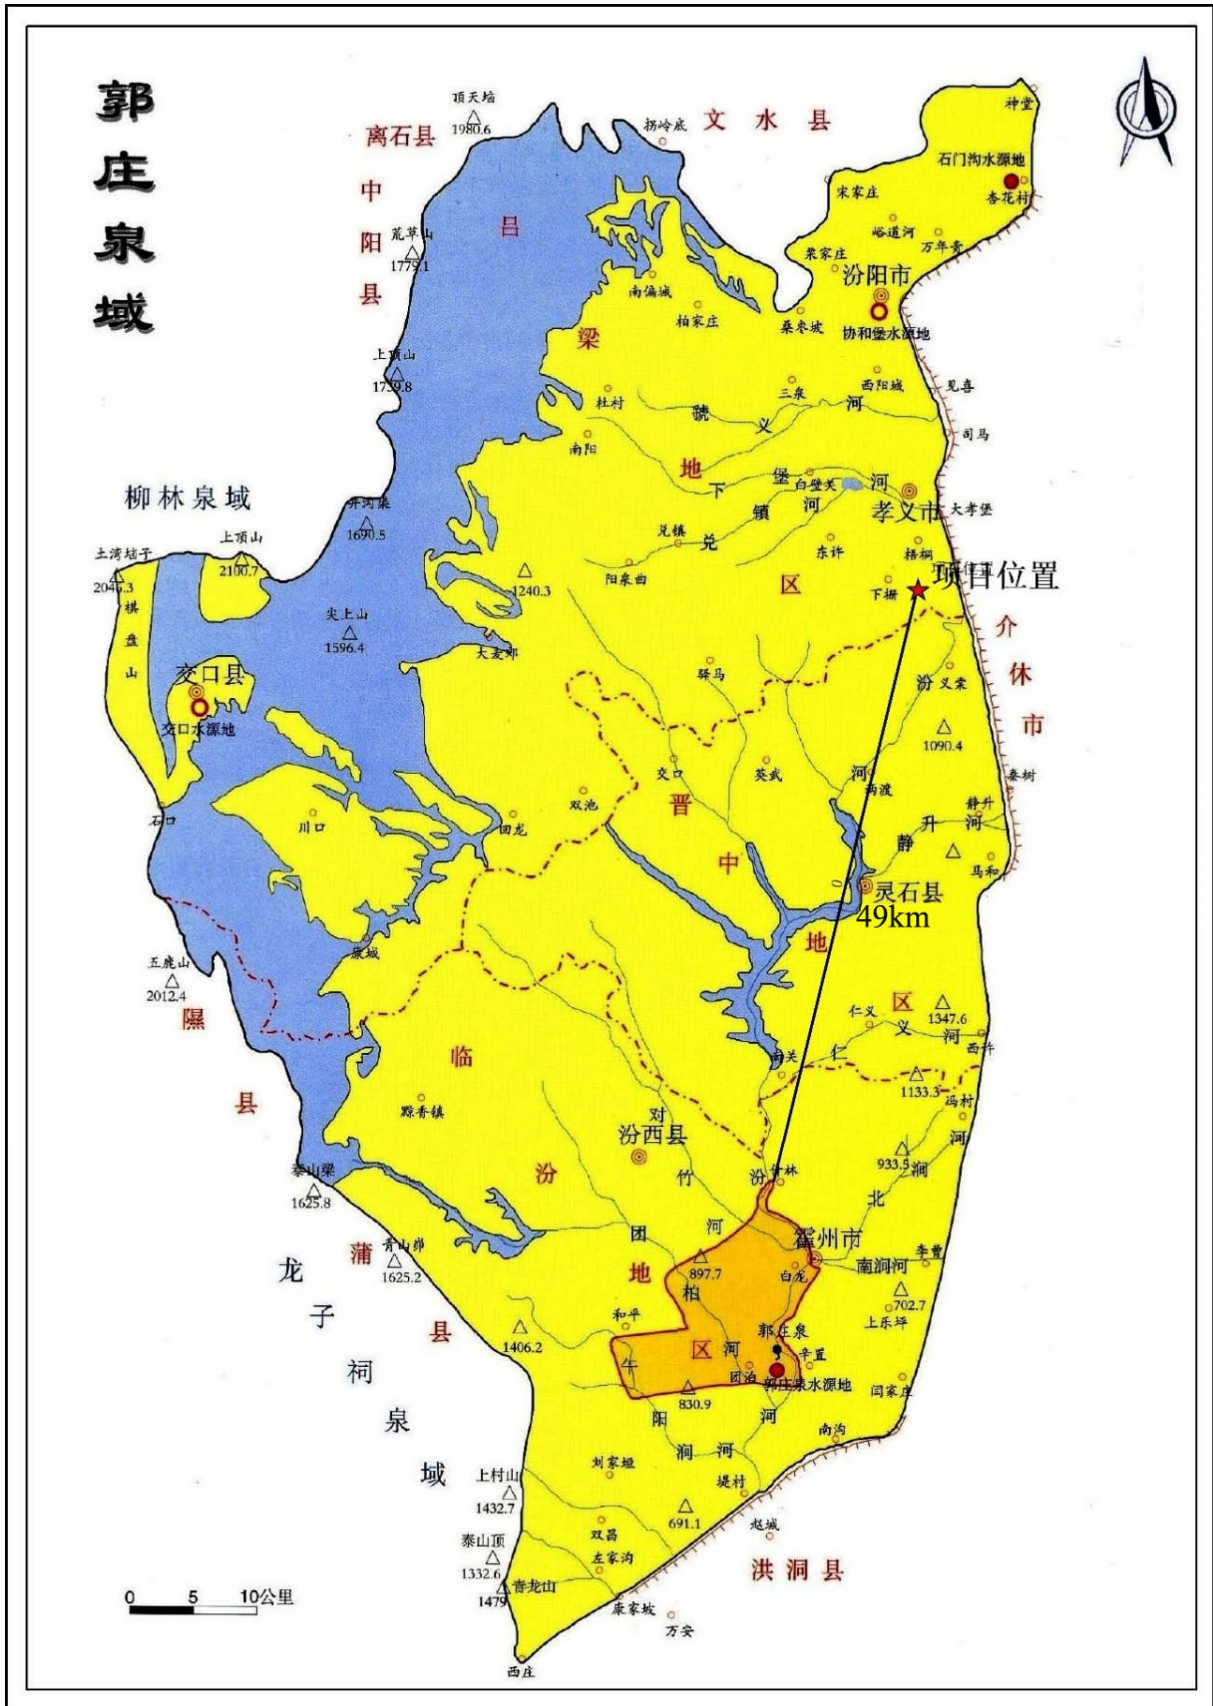 郭庄泉域
顶天垴
1980.6
离石县
拐岭底
文水县
神堂
石门沟水源地
杏花村
中阳县
荒草山
1779.1
吕梁地区
宋家庄
峪道河
万年青
栗家庄
汾阳市
协和堡水源地
南偏城
柏家庄
桑枣坡
上顶山
1739.8
杜村
三泉
西阳城
见喜
虢义河
南阳
司马
柳林泉域
井沟梁
1690.5
下堡河
白壁关
孝义市
大孝堡
兑镇河
兑镇
东许
梧桐
阳泉曲
土湾垴子
上顶山
2100.7
1240.3
下栅
项目位置
棋盘山
尖上山
1596.4
大麦郊
驿马
介休市
交口县
交口水源地
汾河
义棠
1090.4
交口
英武
两渡
秦树
石口
川口
回龙
双池
晋中地区
静升
静升河
马和
灵石县
49km
康城
五鹿山
2012.4
隰县
仁义
1347.6
仁义河
西许
南关
1133.3
冯村
临汾地区
黟香镇
对竹河
汾西县
933.5
北涧河
泰山梁
1625.8
什林
汾河
霍州市
蒲县
青山峁
1625.2
团柏河
897.7
白龙
南涧河
李曹
702.7
上乐坪
龙子祠泉域
1406.2
和平
郭庄泉
辛置
团泊
郭庄泉水源地
830.9
闫家庄
午阳涧河
南沟
刘家垣
上村山
1432.7
堤村
691.1
双昌
赵城
泰山顶
1332.6
左家沟
洪洞县
青龙山
1479
康家坡
万安
西庄
0 5 10公里